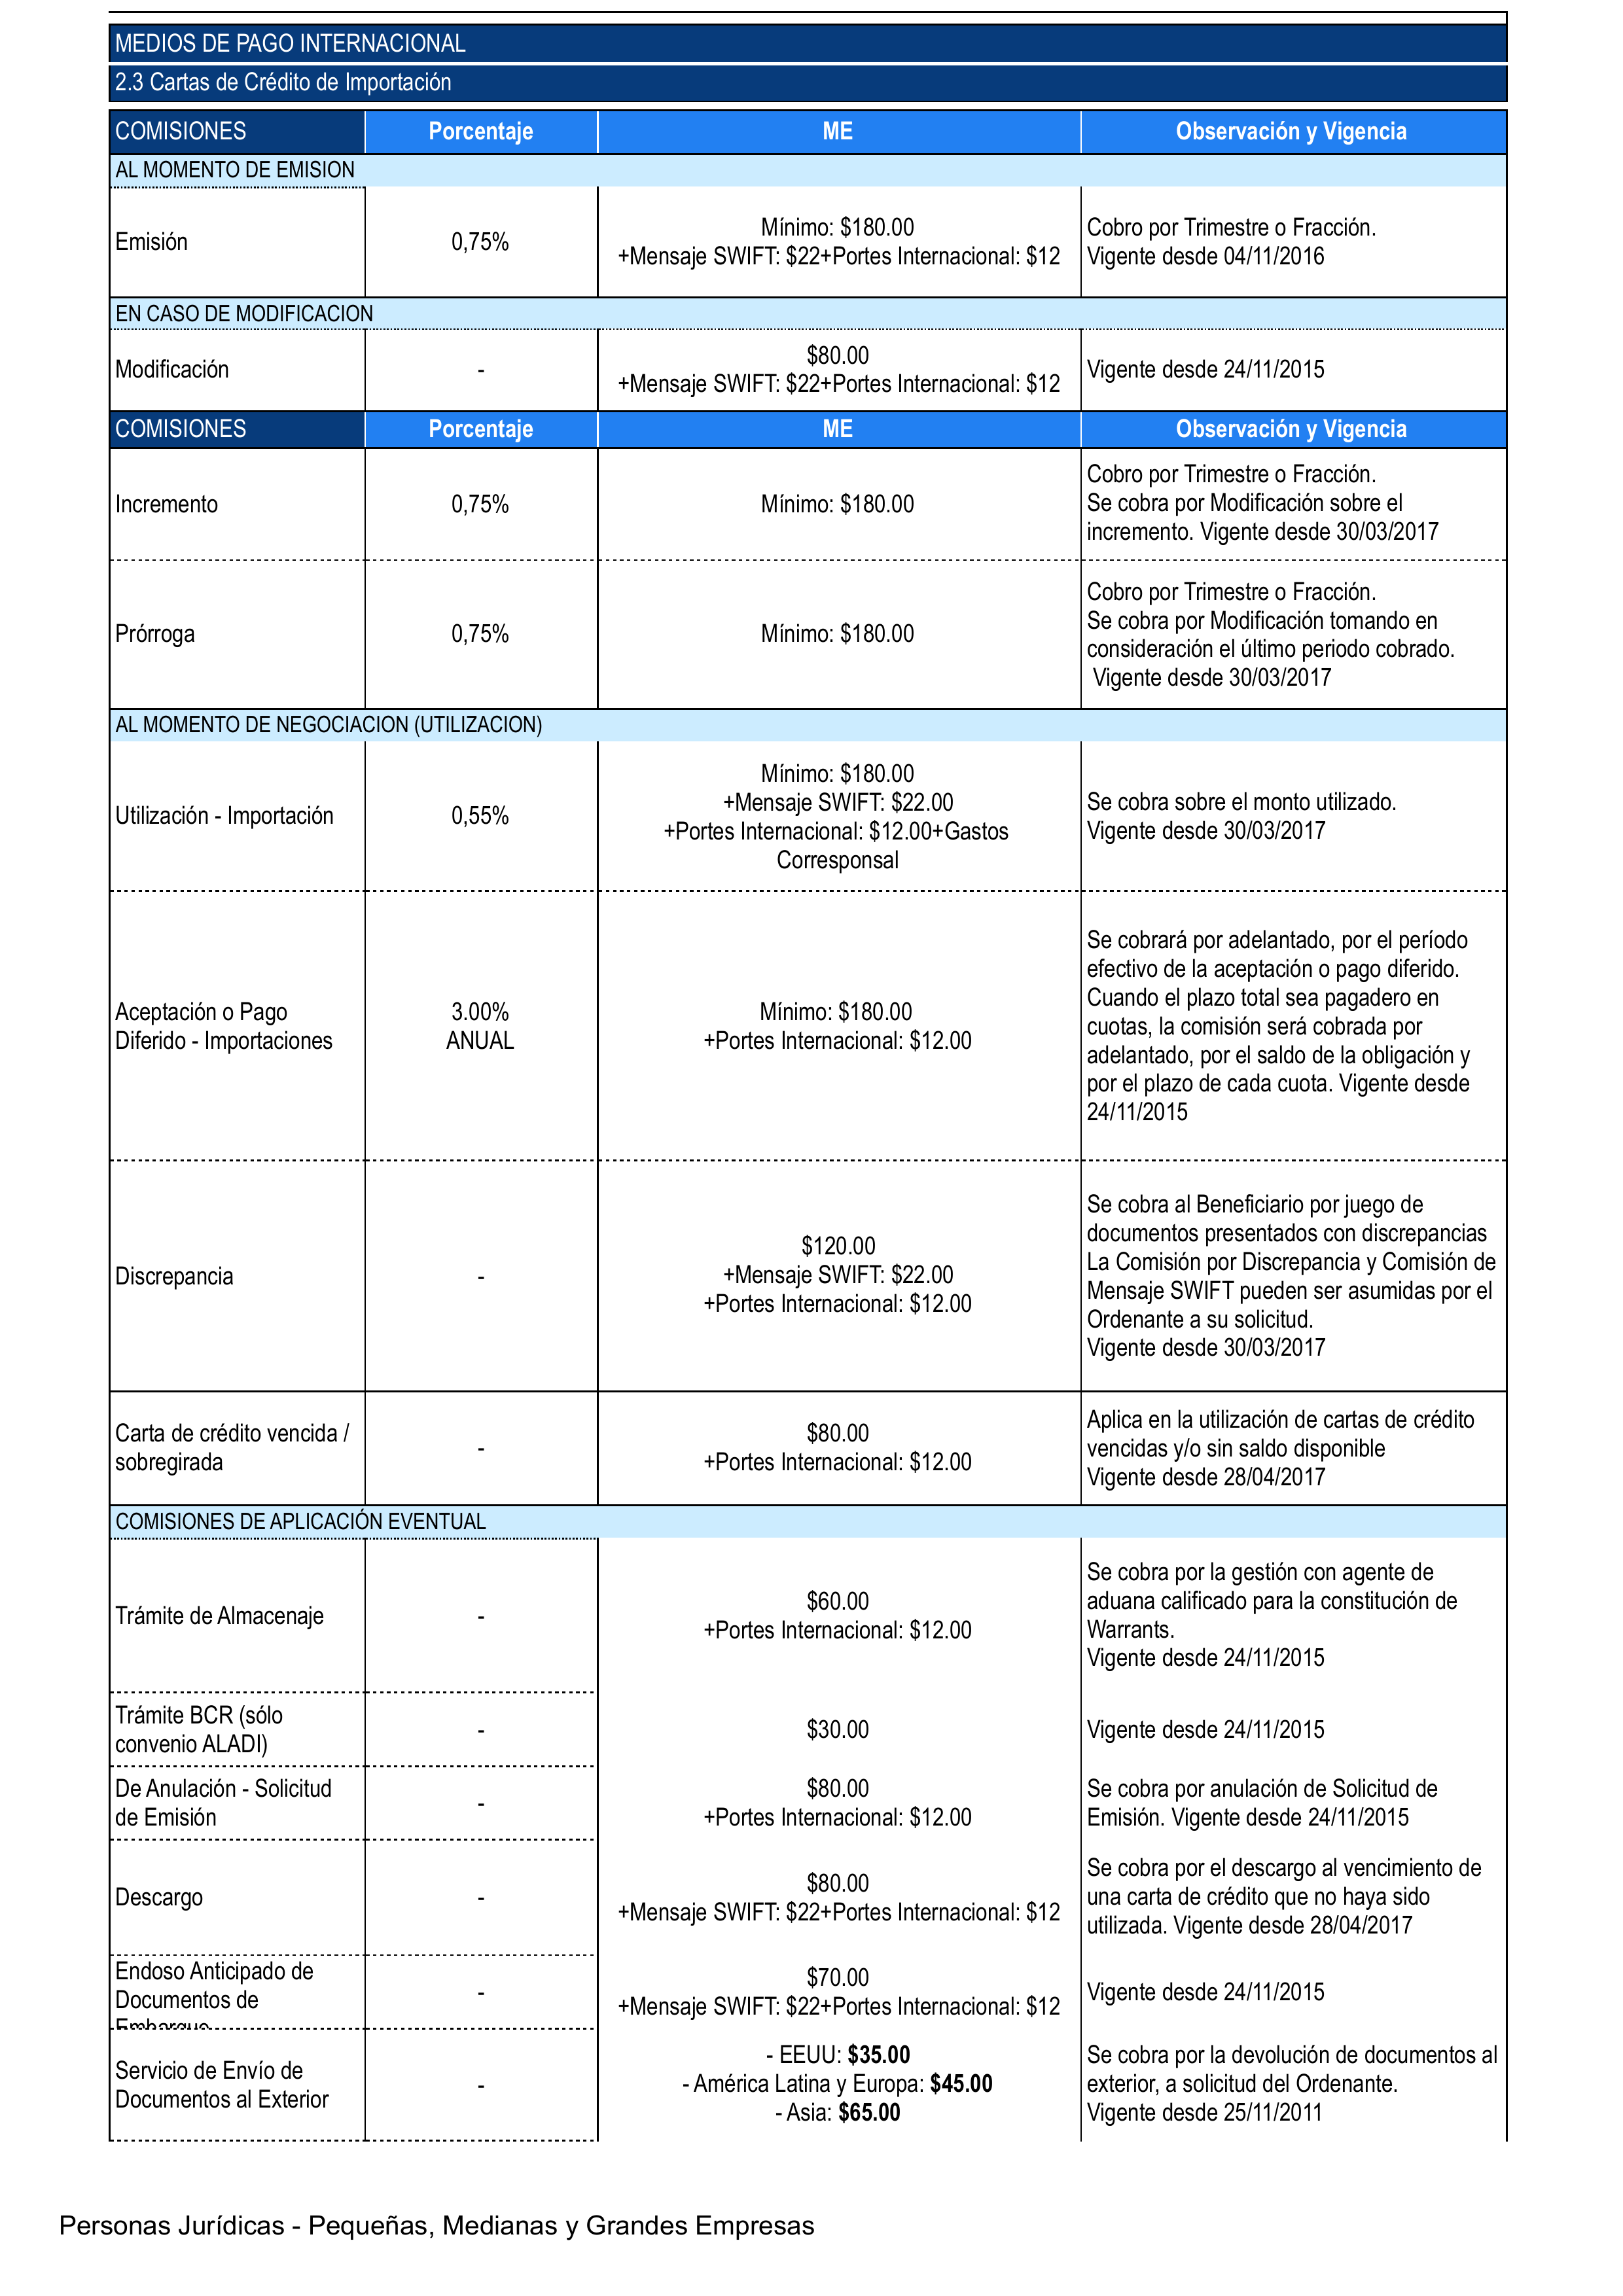 MEDIOS DE PAGO INTERNACIONAL
2.3 Cartas de Crédito de Importación
COMISIONES Porcentaje ME Observación y Vigencia
AL MOMENTO DE EMISION
Emisión
0,75%
Mínimo: $180.00
+Mensaje SWIFT: $22+Portes Internacional: $12
Cobro por Trimestre o Fracción.
Vigente desde 04/11/2016
EN CASO DE MODIFICACION
Modificación
-
$80.00
+Mensaje SWIFT: $22+Portes Internacional: $12
Vigente desde 24/11/2015
COMISIONES Porcentaje ME Observación y Vigencia
Incremento
0,75%
Mínimo: $180.00
Cobro por Trimestre o Fracción.
Se cobra por Modificación sobre el
incremento. Vigente desde 30/03/2017
Prórroga
0,75%
Mínimo: $180.00
Cobro por Trimestre o Fracción.
Se cobra por Modificación tomando en
consideración el último periodo cobrado.
Vigente desde 30/03/2017
AL MOMENTO DE NEGOCIACION (UTILIZACION)
Utilización - Importación
0,55%
Mínimo: $180.00
+Mensaje SWIFT: $22.00
+Portes Internacional: $12.00+Gastos
Corresponsal
Se cobra sobre el monto utilizado.
Vigente desde 30/03/2017
Aceptación o Pago
Diferido - Importaciones
3.00%
ANUAL
Mínimo: $180.00
+Portes Internacional: $12.00
Se cobrará por adelantado, por el período
efectivo de la aceptación o pago diferido.
Cuando el plazo total sea pagadero en
cuotas, la comisión será cobrada por
adelantado, por el saldo de la obligación y
por el plazo de cada cuota. Vigente desde
24/11/2015
Discrepancia
-
$120.00
+Mensaje SWIFT: $22.00
+Portes Internacional: $12.00
Se cobra al Beneficiario por juego de
documentos presentados con discrepancias
La Comisión por Discrepancia y Comisión de
Mensaje SWIFT pueden ser asumidas por el
Ordenante a su solicitud.
Vigente desde 30/03/2017
Carta de crédito vencida /
sobregirada
-
$80.00
+Portes Internacional: $12.00
Aplica en la utilización de cartas de crédito
vencidas y/o sin saldo disponible
Vigente desde 28/04/2017
COMISIONES DE APLICACIÓN EVENTUAL
Trámite de Almacenaje
-
$60.00
+Portes Internacional: $12.00
Se cobra por la gestión con agente de
aduana calificado para la constitución de
Warrants.
Vigente desde 24/11/2015
Trámite BCR (sólo
convenio ALADI)
-
$30.00
Vigente desde 24/11/2015
De Anulación - Solicitud
de Emisión
-
$80.00
+Portes Internacional: $12.00
Se cobra por anulación de Solicitud de
Emisión. Vigente desde 24/11/2015
Descargo
-
$80.00
+Mensaje SWIFT: $22+Portes Internacional: $12
Se cobra por el descargo al vencimiento de
una carta de crédito que no haya sido
utilizada. Vigente desde 28/04/2017
Endoso Anticipado de
Documentos de
Embarque
-
$70.00
+Mensaje SWIFT: $22+Portes Internacional: $12
Vigente desde 24/11/2015
Servicio de Envío de
Documentos al Exterior
-
- EEUU: $35.00
- América Latina y Europa: $45.00
- Asia: $65.00
Se cobra por la devolución de documentos al
exterior, a solicitud del Ordenante.
Vigente desde 25/11/2011
Personas Jurídicas - Pequeñas, Medianas y Grandes Empresas